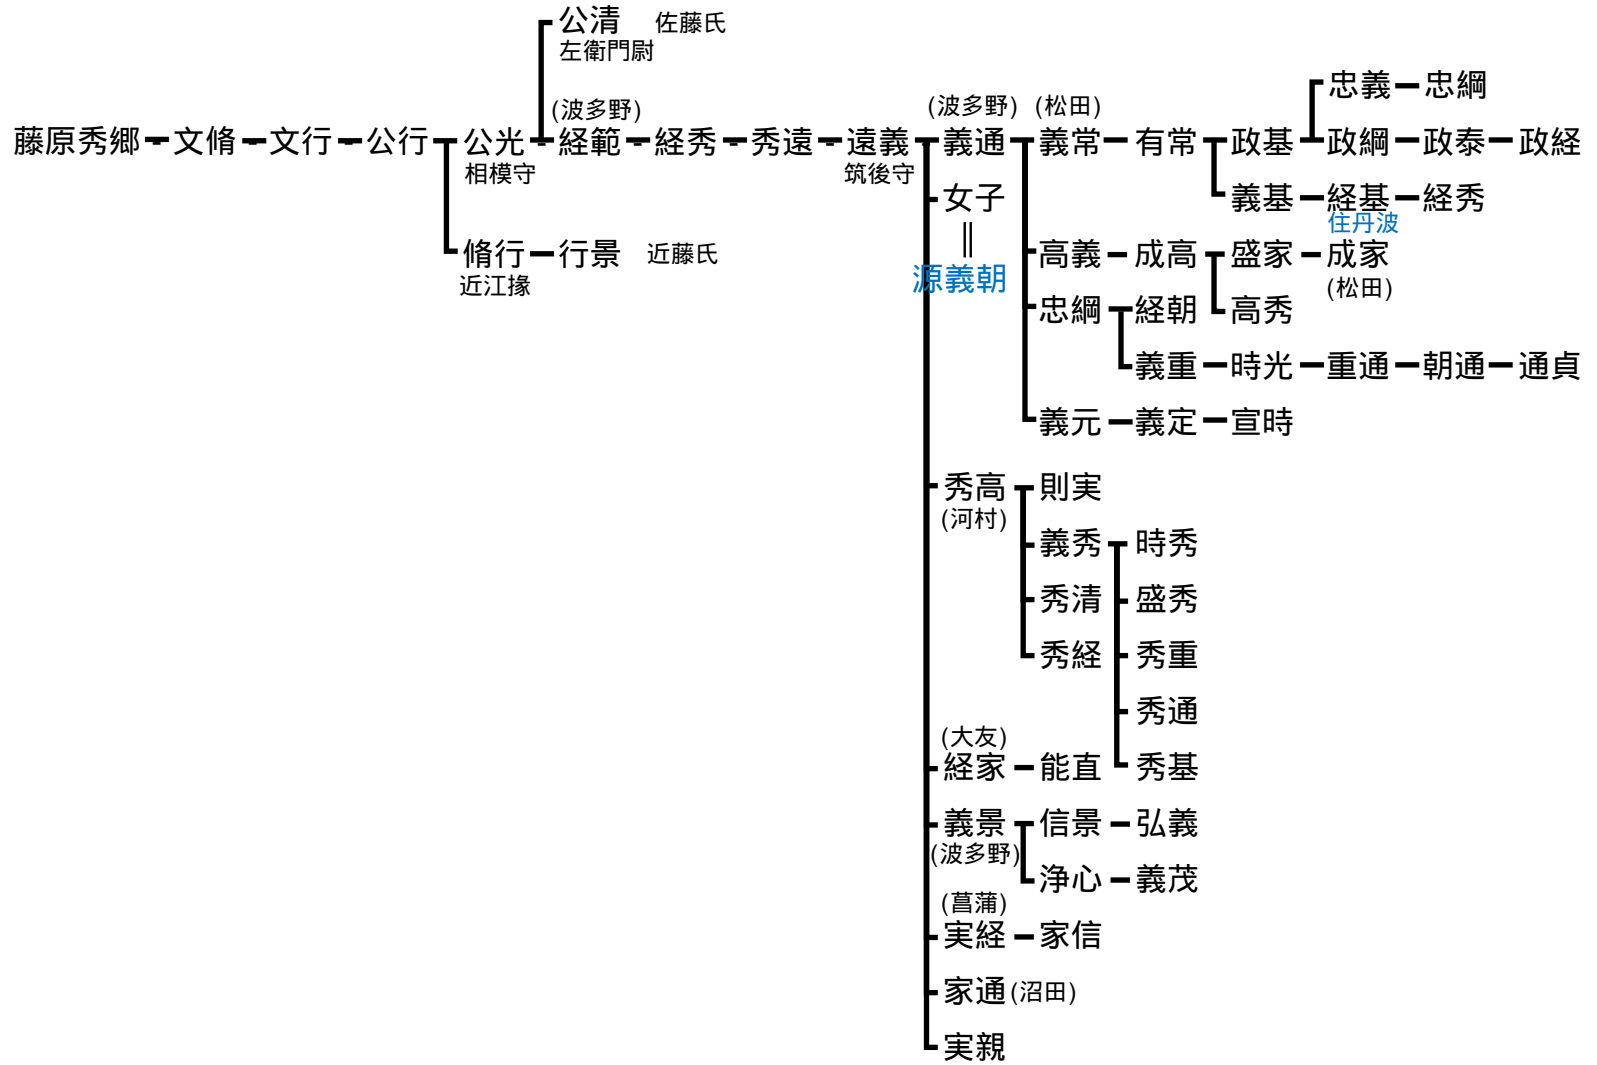 公清 佐藤氏
左衛門尉
忠義 忠綱
(波多野) (波多野) (松田)
藤原秀郷 文脩 文行 公行 公光 経範 経秀 秀遠 遠義 義通 義常 有常 政基 政綱 政泰 政経
相模守 筑後守
女子 義基 経基 経秀
住丹波
脩行 行景 近藤氏 高義 成高 盛家 成家
近江掾 源義朝 (松田)
忠綱 経朝 高秀
義重 時光 重通 朝通 通貞
義元 義定 宣時
秀高 則実
(河村)
義秀 時秀
秀清 盛秀
秀経 秀重
秀通
(大友)
経家 能直 秀基
義景 信景 弘義
(波多野)
浄心 義茂
(菖蒲)
実経 家信
家通(沼田)
実親